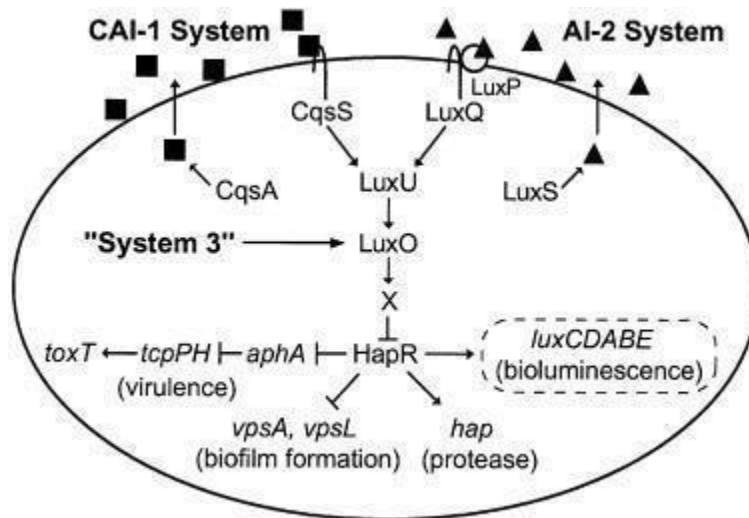 CAI-1 System
AI-2 System
LuxP
CqsS
LuxQ
CqsA
LuxU
LuxS
"System 3"
LuxO
X
toxT
tcpPH
aphA
HapR
luxCDABE
(virulence)
(bioluminescence)
vpsA, vpsL
hap
(biofilm formation)
(protease)